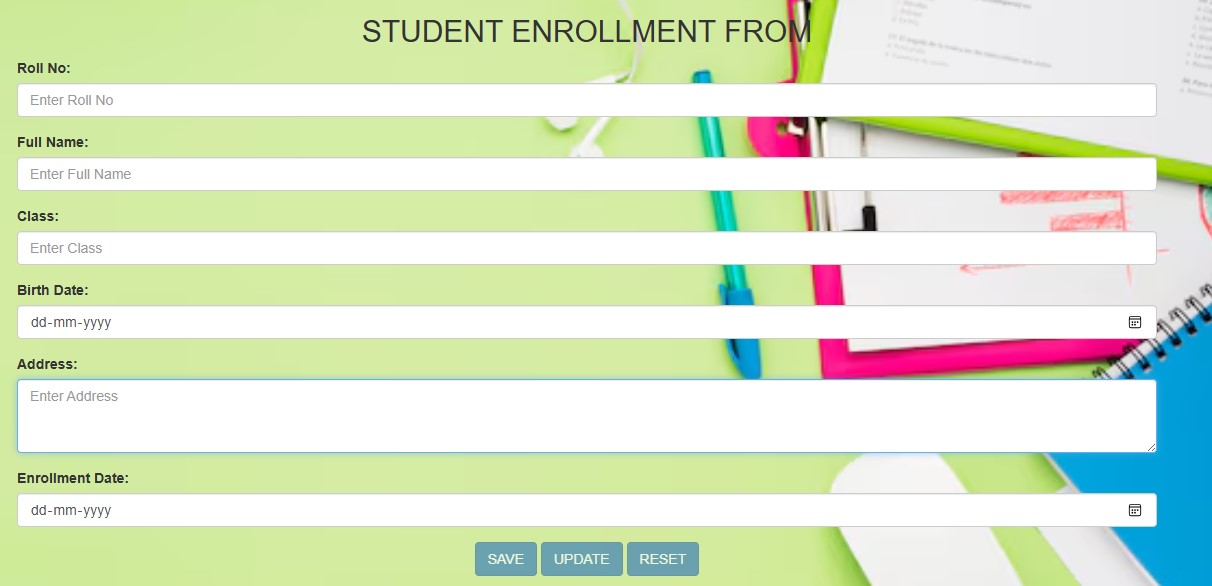 STUDENT ENROLLMENT FROM
Roll No:
Enter Roll No
Full Name:
Enter Full Name
Class:
Enter Class
Birth Date:
dd-mm-yyyy
Address:
Enter Address
Enrollment Date:
dd-mm-yyyy
SAVE UPDATE RESET